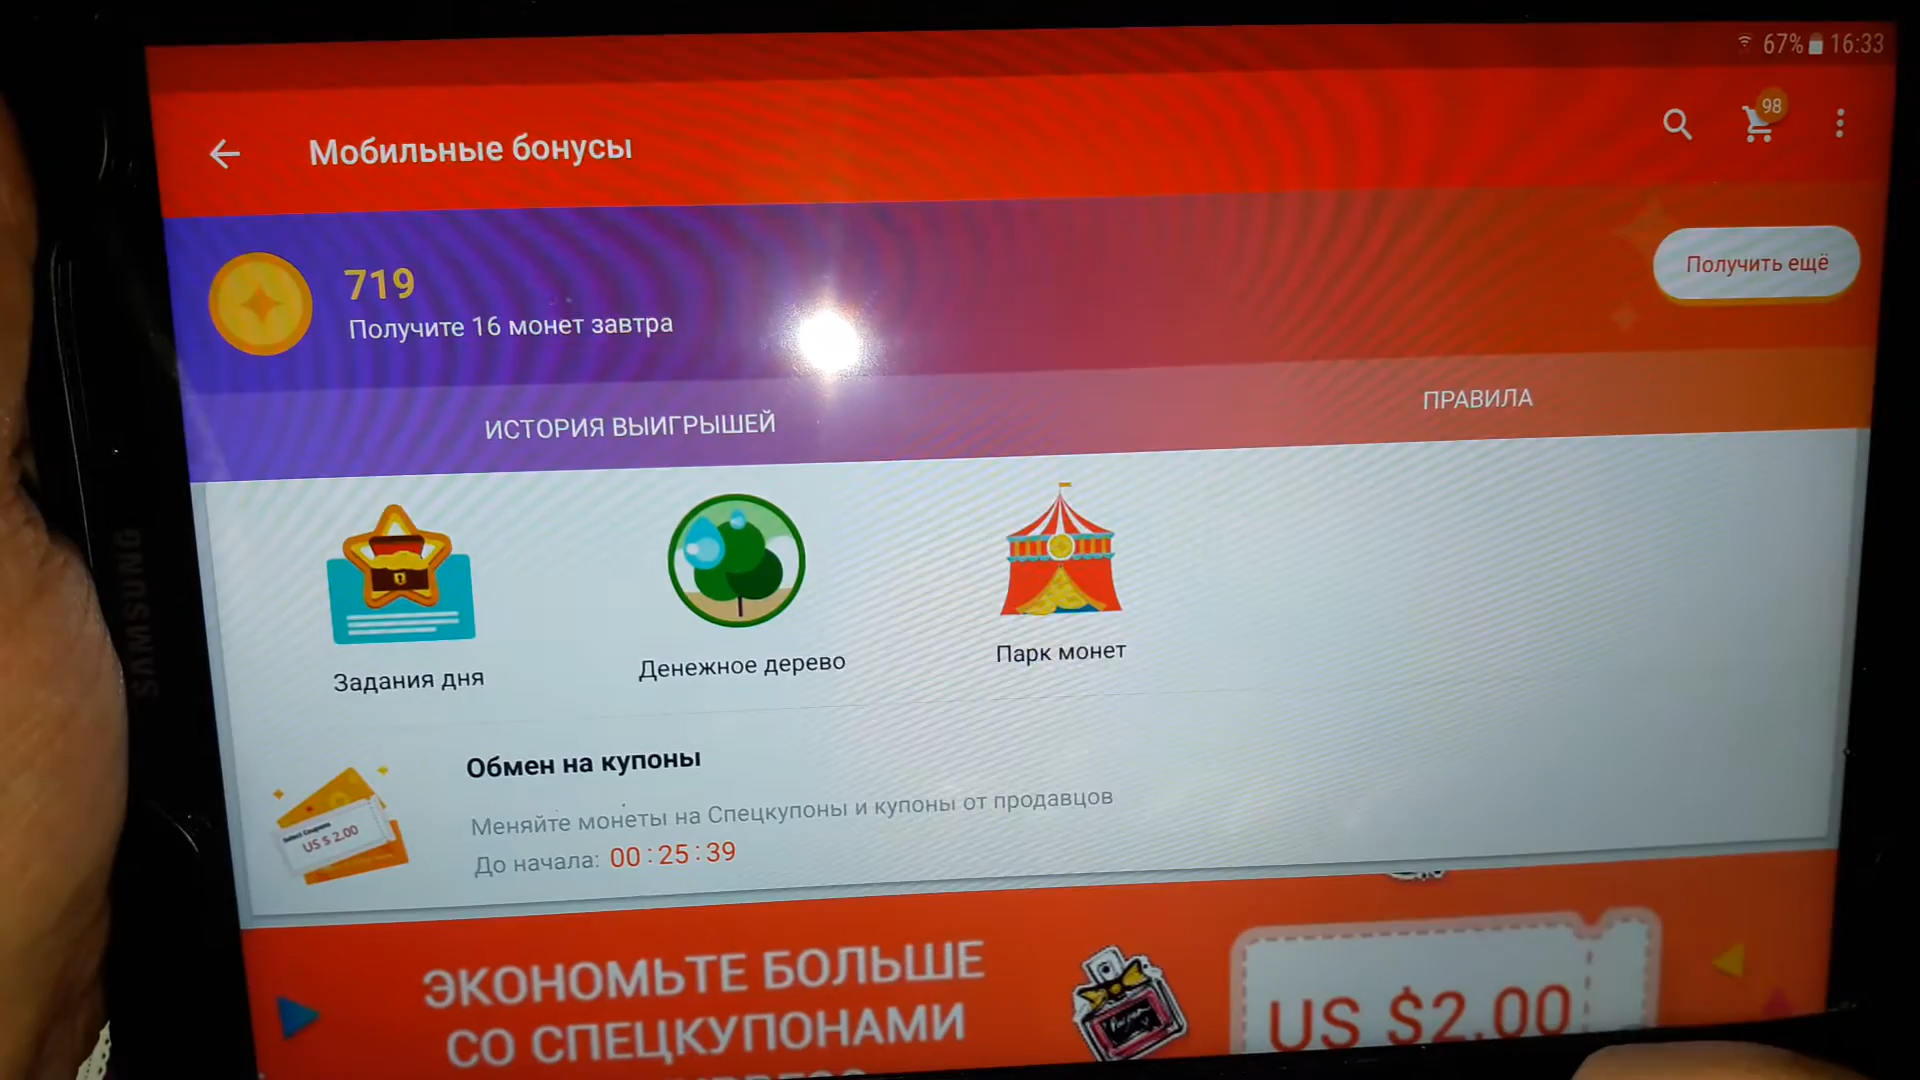 67% 16:33
98
Мобильные бонусы
719
Получите 16 монет завтра
Получить ещё
ИСТОРИЯ ВЫИГРЫШЕЙ
ПРАВИЛА
SAMSUNG
Задания дня
Денежное дерево
Парк монет
Обмен на купоны
Меняйте монеты на Спецкупоны и купоны от продавцов
До начала: 00:25:39
Select Coupons
US $ 2.00
ЭКОНОМЬТЕ БОЛЬШЕ
СО СПЕЦКУПОНАМИ
US $2.00